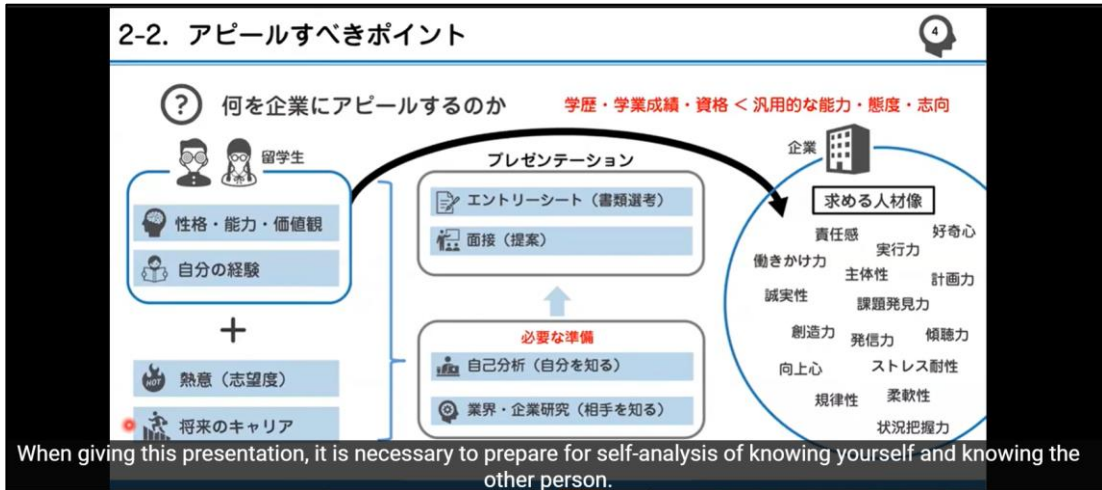 2-2. アピールすべきポイント
4
?
何を企業にアピールするのか
学歴・学業成績・資格 < 汎用的な能力・態度・志向
留学生
性格・能力・価値観
自分の経験
+
HOT
熱意（志望度）
将来のキャリア
プレゼンテーション
エントリーシート（書類選考）
面接（提案）
必要な準備
自己分析（自分を知る）
業界・企業研究（相手を知る）
企業
求める人材像
責任感
好奇心
実行力
働きかけ力
主体性
計画力
誠実性
課題発見力
創造力
発信力
傾聴力
向上心
ストレス耐性
規律性
柔軟性
状況把握力
When giving this presentation, it is necessary to prepare for self-analysis of knowing yourself and knowing the
other person.